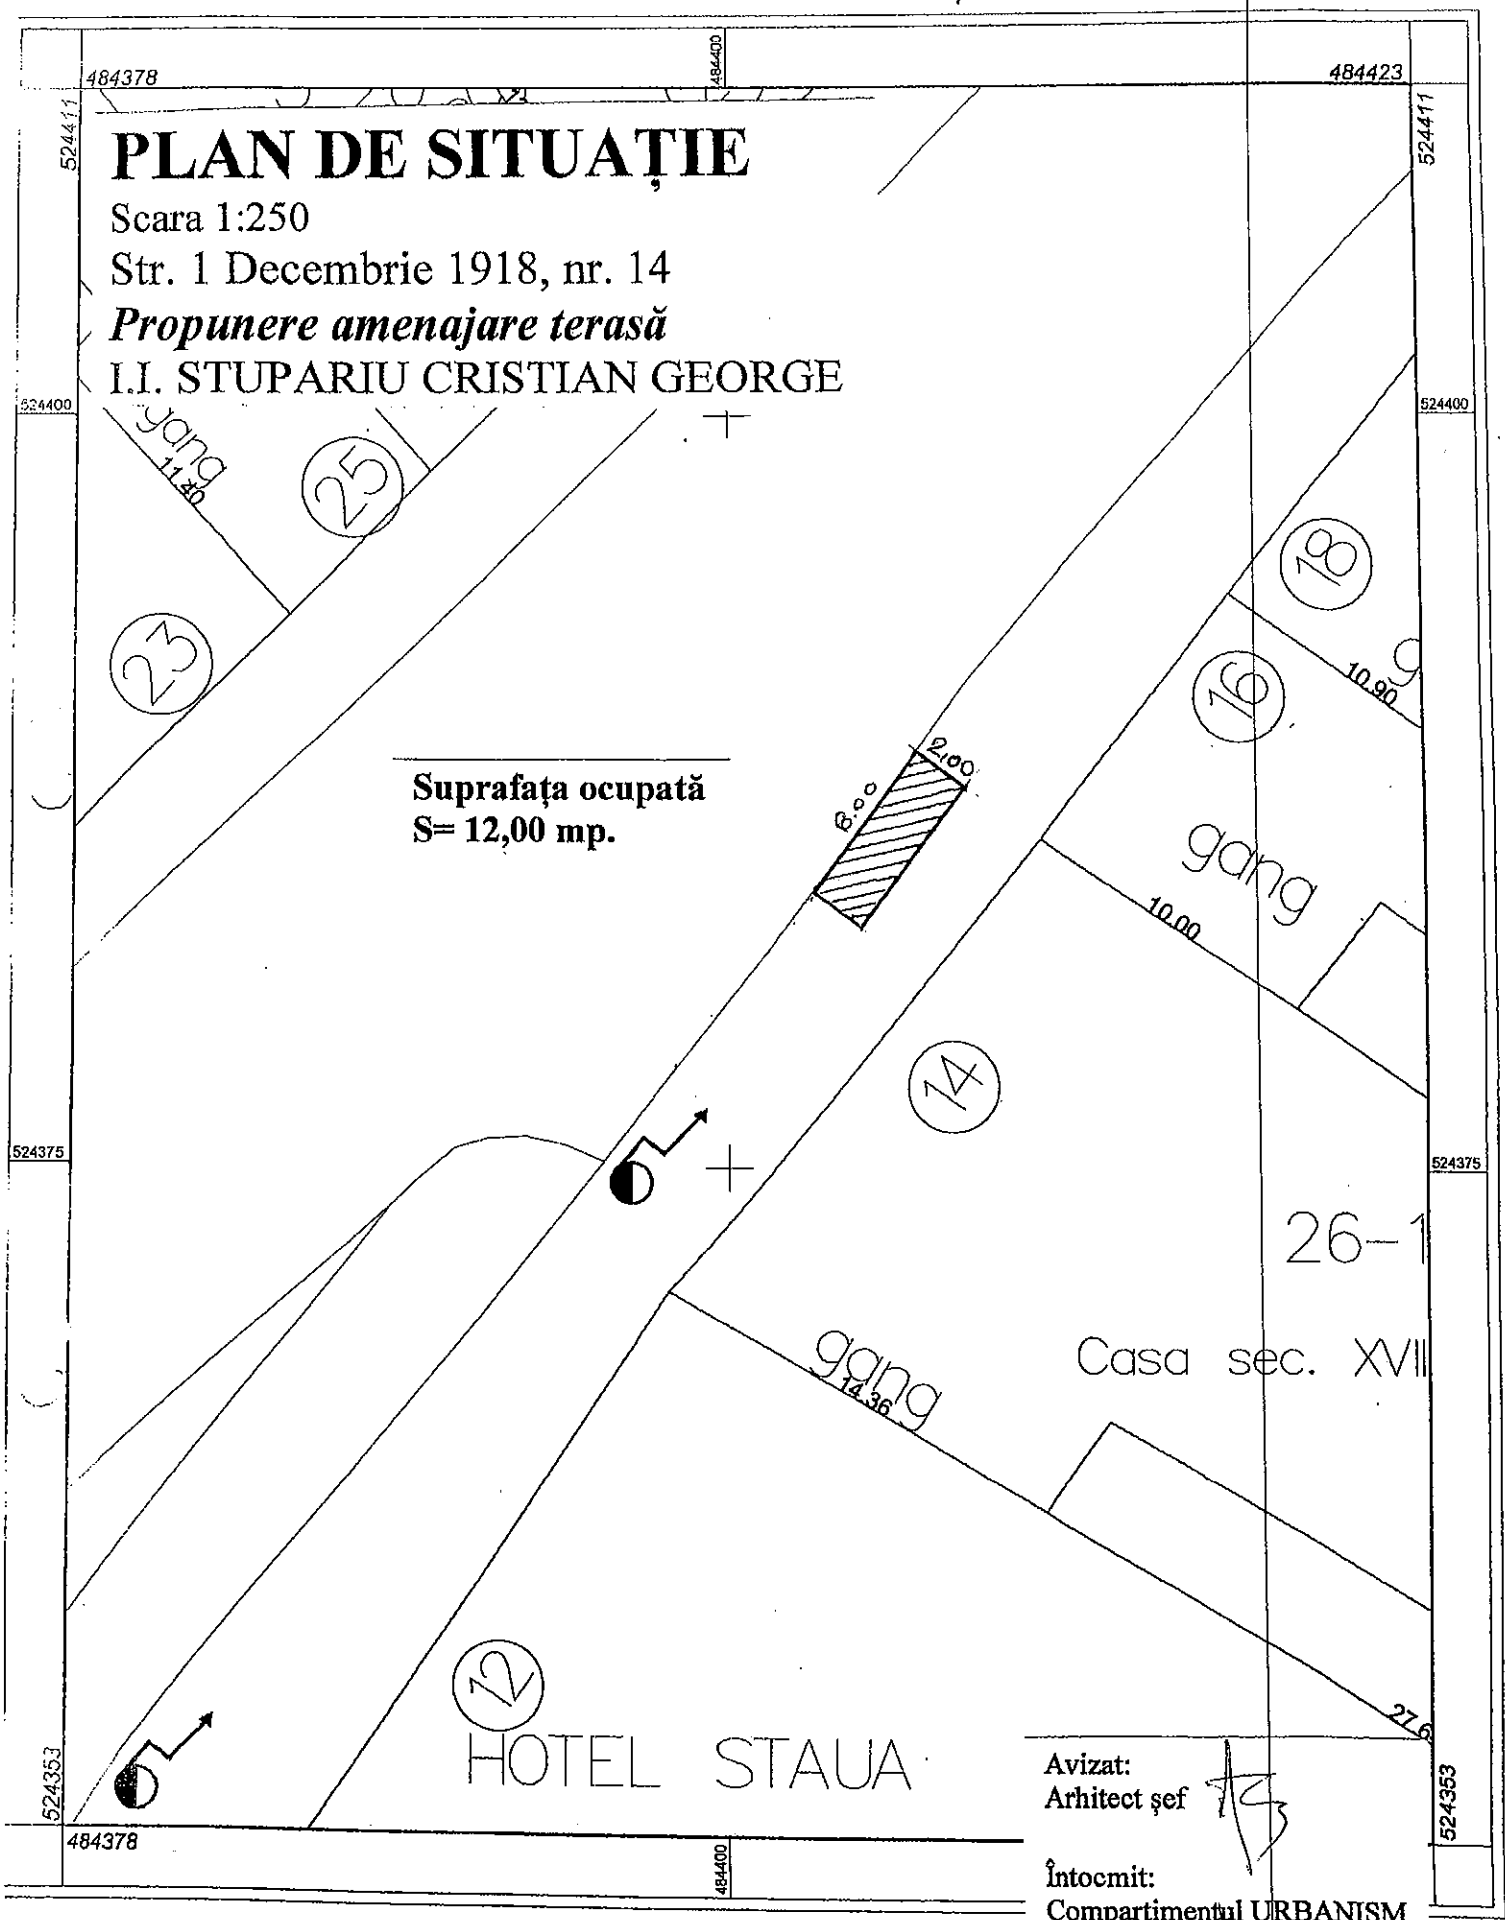 484378
484400
484423
524411
524411
PLAN DE SITUAȚIE
Scara 1:250
Str. 1 Decembrie 1918, nr. 14
Propunere amenajare terasă
I.I. STUPARIU CRISTIAN GEORGE
524400
524400
gang
11.40
25
23
18
16
10.90
g
2,00
6.00
Suprafața ocupată
S= 12,00 mp.
gang
10.00
14
524375
524375
26-1
gang
14.36
Casa sec. XVII
12
HOTEL STAUA
27.6
524353
524353
484378
484400
Avizat:
Arhitect șef
Întocmit:
Compartimentul URBANISM